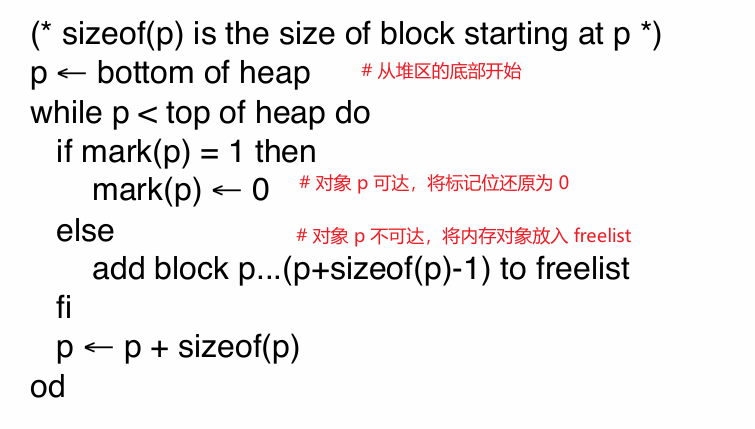 (* sizeof(p) is the size of block starting at p *)
p ← bottom of heap # 从堆区的底部开始
while p < top of heap do
if mark(p) = 1 then
mark(p) ← 0 # 对象 p 可达，将标记位还原为 0
else # 对象 p 不可达，将内存对象放入 freelist
add block p...(p+sizeof(p)-1) to freelist
fi
p ← p + sizeof(p)
od